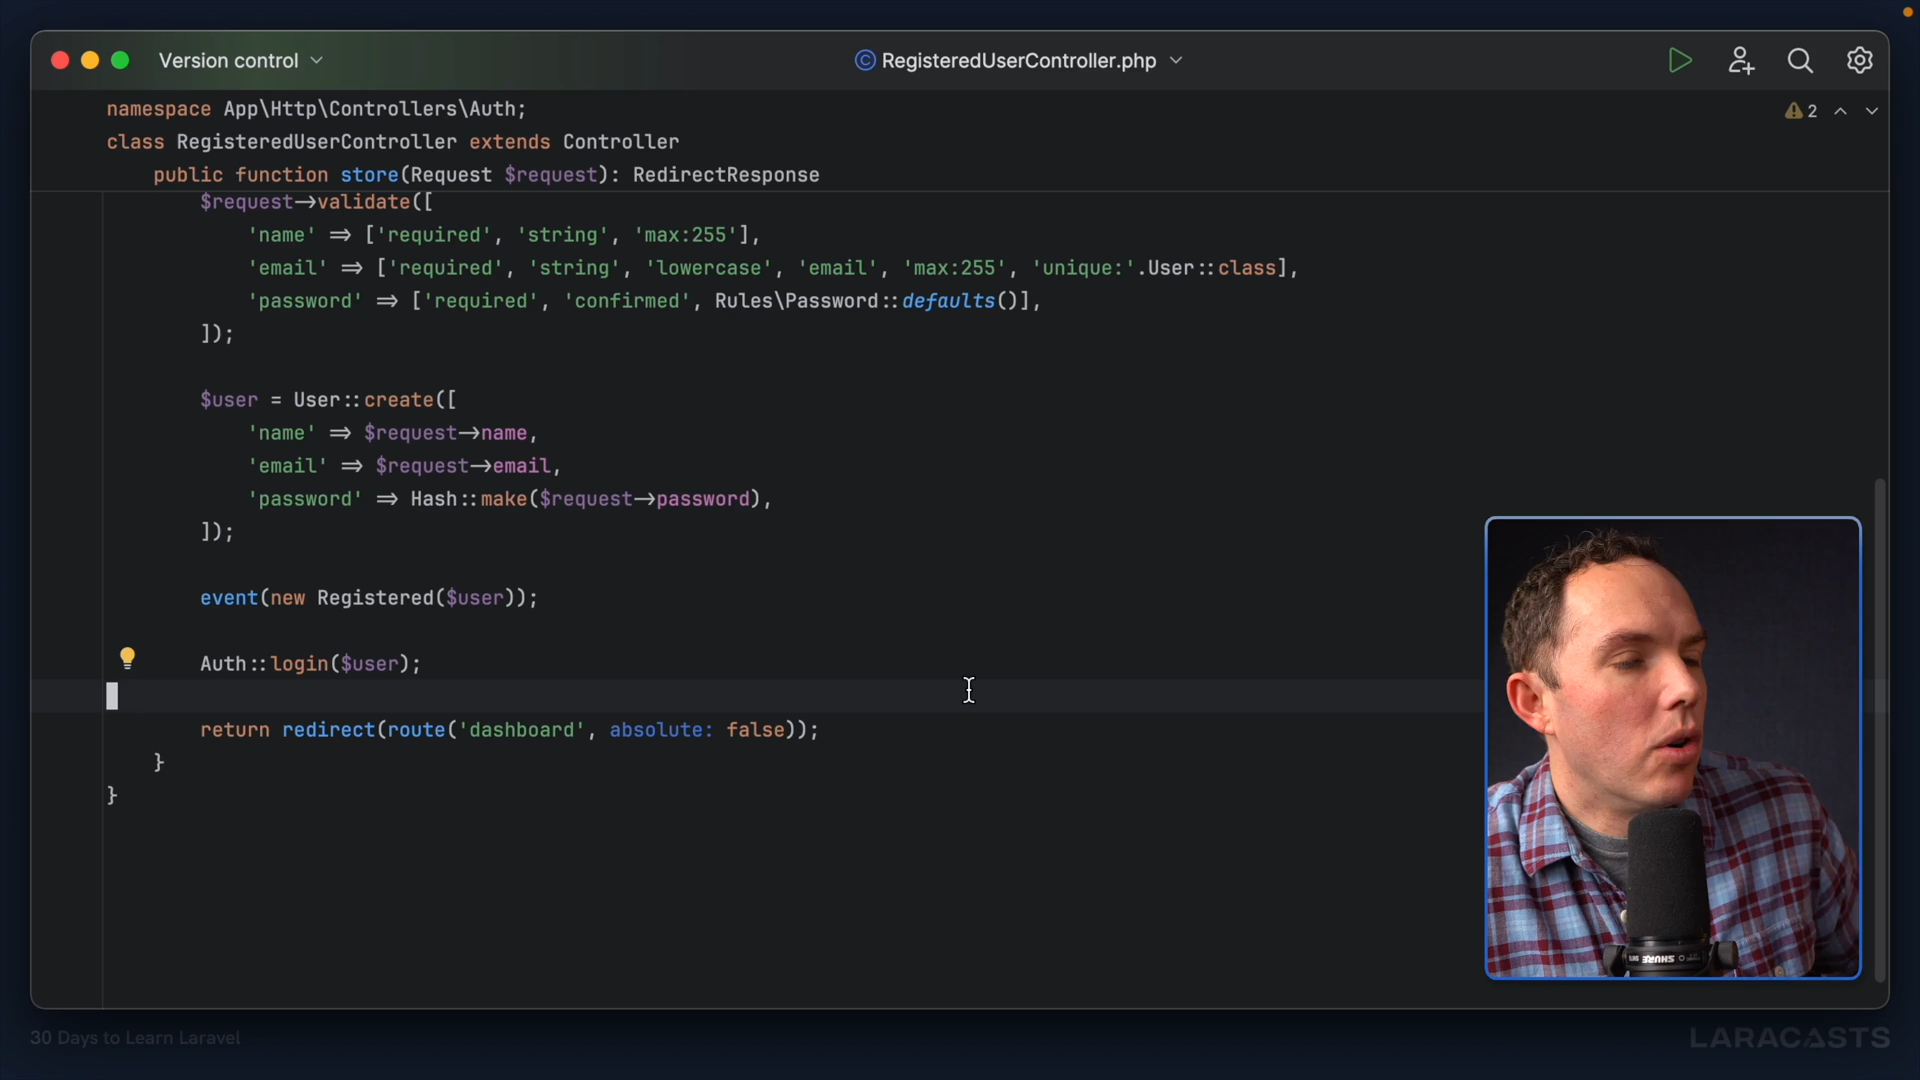 Version control
RegisteredUserController.php
2
namespace App\Http\Controllers\Auth;
class RegisteredUserController extends Controller
public function store(Request $request): RedirectResponse
$request->validate([
'name' => ['required', 'string', 'max:255'],
'email' => ['required', 'string', 'lowercase', 'email', 'max:255', 'unique:'.User::class],
'password' => ['required', 'confirmed', Rules\Password::defaults()],
]);
$user = User::create([
'name' => $request->name,
'email' => $request->email,
'password' => Hash::make($request->password),
]);
event(new Registered($user));
Auth::login($user);
return redirect(route('dashboard', absolute: false));
}
}
SHURE
30 Days to Learn Laravel
LARACASTS